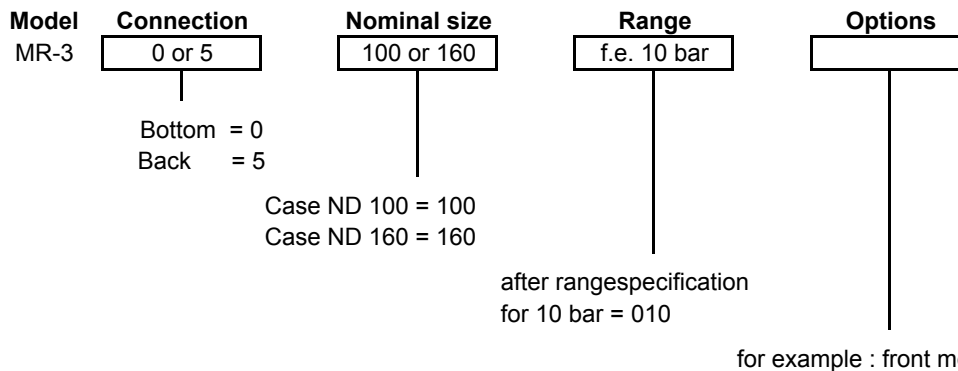 Model Connection Nominal size Range Options
MR-3 0 or 5 100 or 160 f.e. 10 bar
Bottom = 0
Back = 5
Case ND 100 = 100
Case ND 160 = 160
after rangespecification
for 10 bar = 010
for example : front